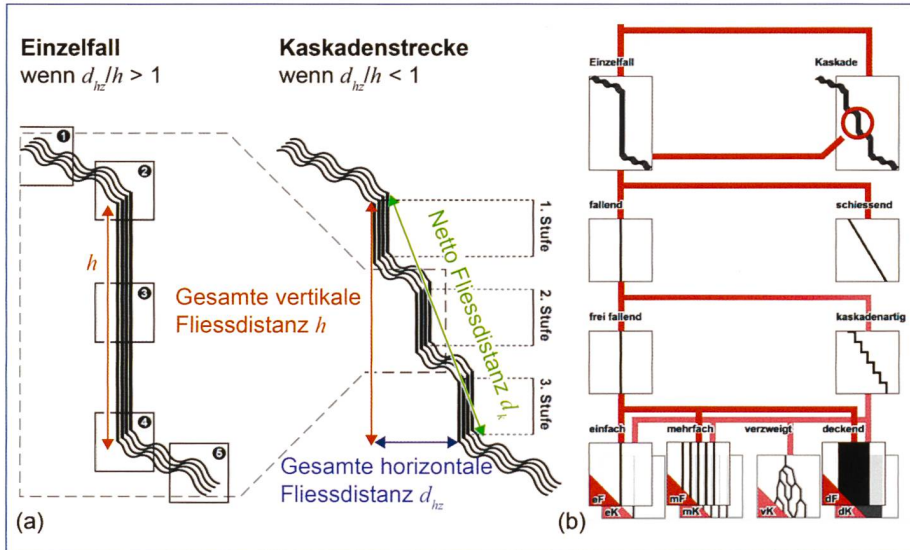 Einzelfall
wenn d_hz/h > 1
Kaskadenstrecke
wenn d_hz/h < 1
1
2
3
4
5
h
Gesamte vertikale
Fliessdistanz h
Netto Fliessdistanz d_k
Gesamte horizontale
Fliessdistanz d_hz
1. Stufe
2. Stufe
3. Stufe
(a)
Einzelfall
Kaskade
fallend
schiessend
frei fallend
kaskadenartig
einfach
mehrfach
verzweigt
deckend
eF
eK
mF
mK
vK
dF
dK
(b)